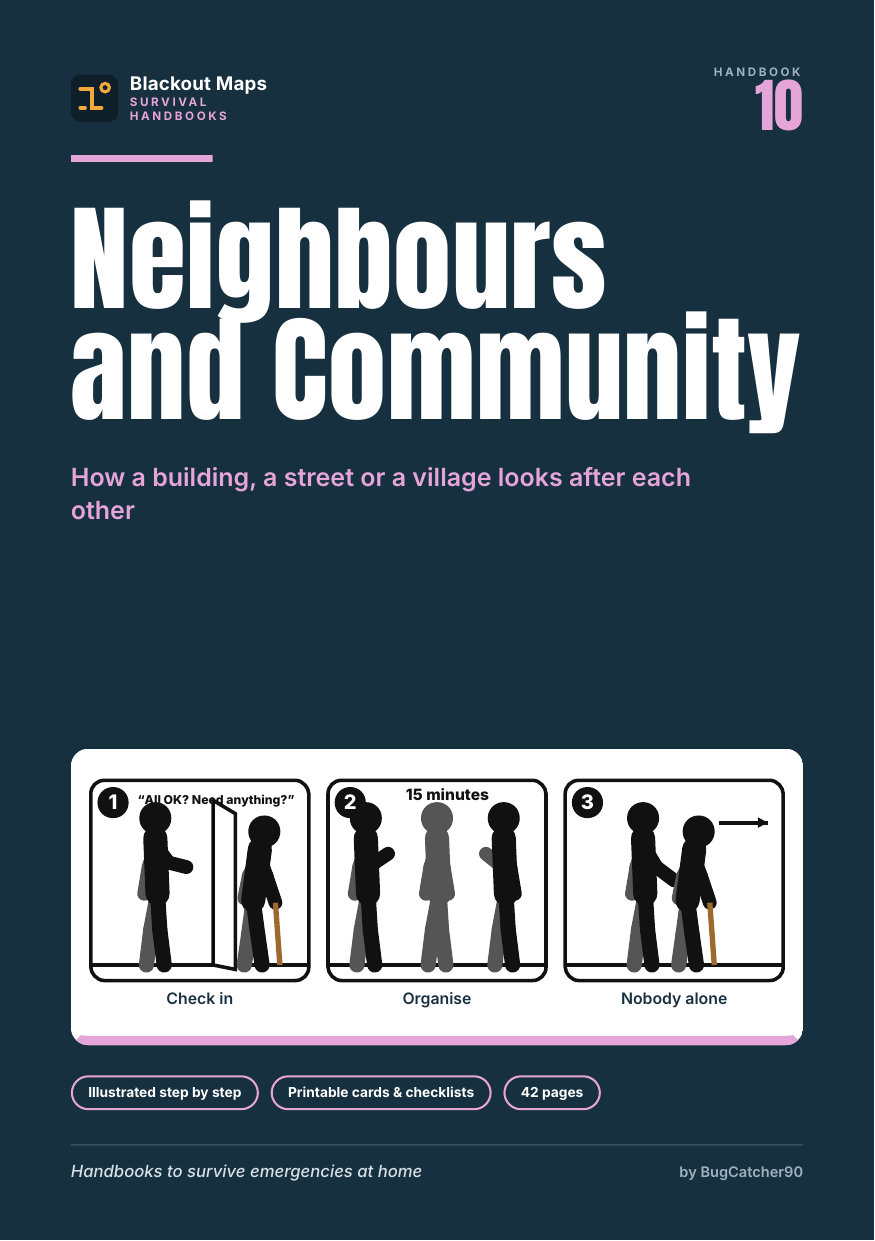 Blackout Maps
SURVIVAL
HANDBOOKS
HANDBOOK
10
Neighbours
and Community
How a building, a street or a village looks after each
other
1
“All OK? Need anything?”
2
15 minutes
3
Check in
Organise
Nobody alone
Illustrated step by step
Printable cards & checklists
42 pages
Handbooks to survive emergencies at home
by BugCatcher90